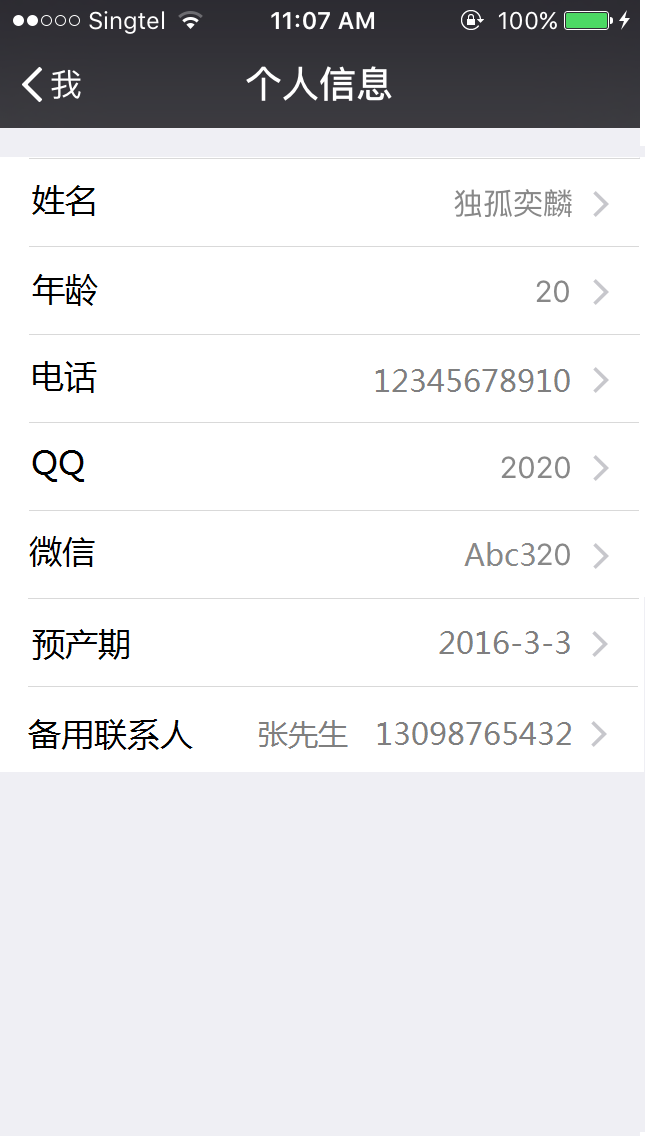 Singtel 11:07 AM 100%
我 个人信息
姓名 独孤奕麟
年龄 20
电话 12345678910
QQ 2020
微信 Abc320
预产期 2016-3-3
备用联系人 张先生 13098765432